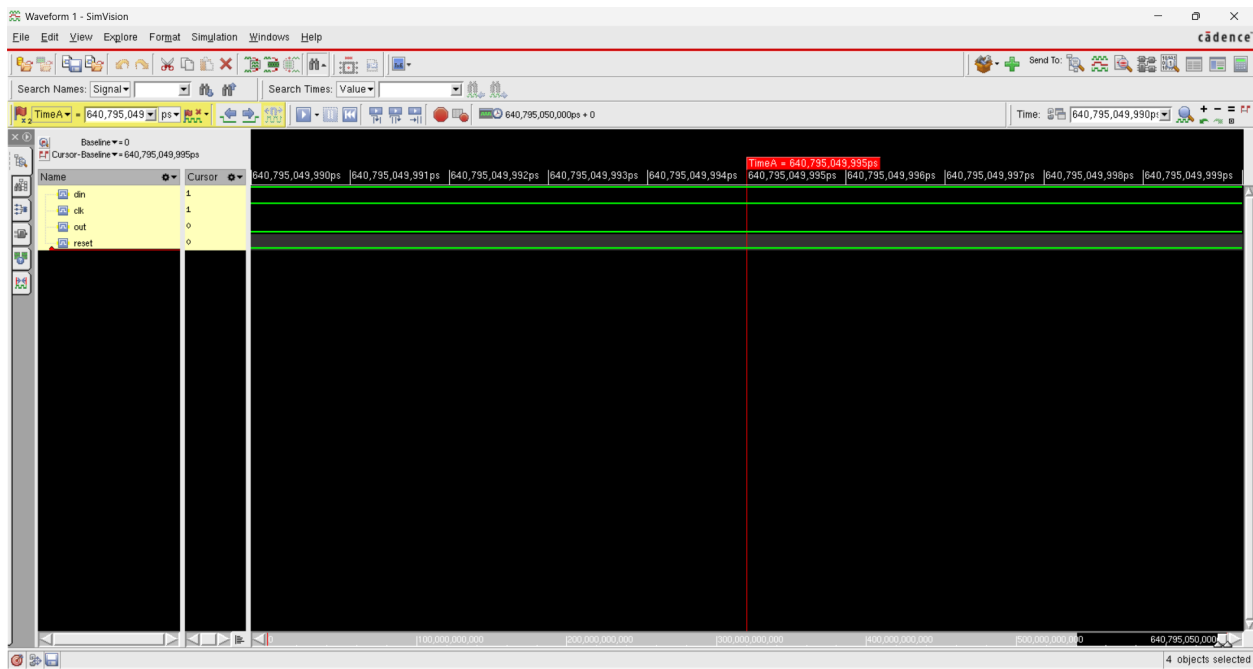 Waveform 1 - SimVision
File Edit View Explore Format Simulation Windows Help
cādence
Send To:
Search Names: Signal
Search Times: Value
TimeA = 640,795,049 ps
640,795,050,000ps + 0
Time: 640,795,049,990ps
Baseline = 0
Cursor-Baseline = 640,795,049,995ps
TimeA = 640,795,049,995ps
Name Cursor 640,795,049,990ps 640,795,049,991ps 640,795,049,992ps 640,795,049,993ps 640,795,049,994ps 640,795,049,995ps 640,795,049,996ps 640,795,049,997ps 640,795,049,998ps 640,795,049,999ps
din 1
clk 1
out 0
reset 0
0 100,000,000,000 200,000,000,000 300,000,000,000 400,000,000,000 500,000,000,000 640,795,050,000
4 objects selected